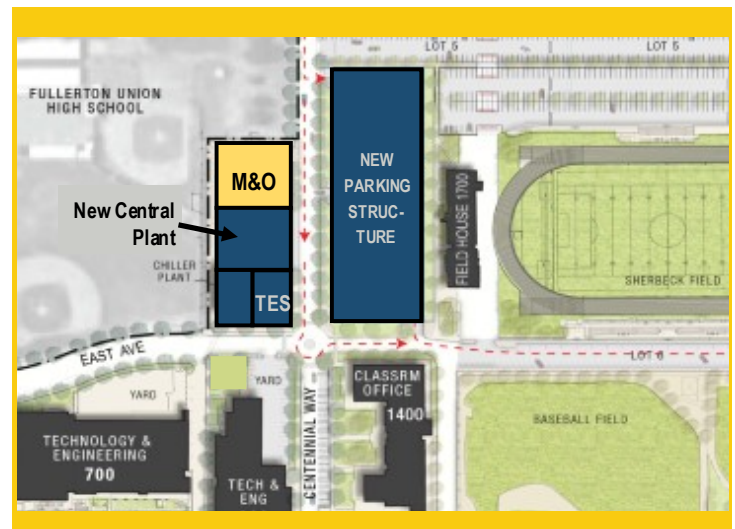 LOT 5
LOT 5
FULLERTON UNION
HIGH SCHOOL
M&O
NEW
PARKING
STRUC-
TURE
New Central
Plant
FIELD HOUSE 1700
CHILLER
PLANT
SHERBECK FIELD
TES
EAST AVE
LOT 6
YARD
YARD
CENTENNIAL WAY
CLASSRM
OFFICE
1400
BASEBALL FIELD
TECHNOLOGY &
ENGINEERING
700
TECH &
ENG